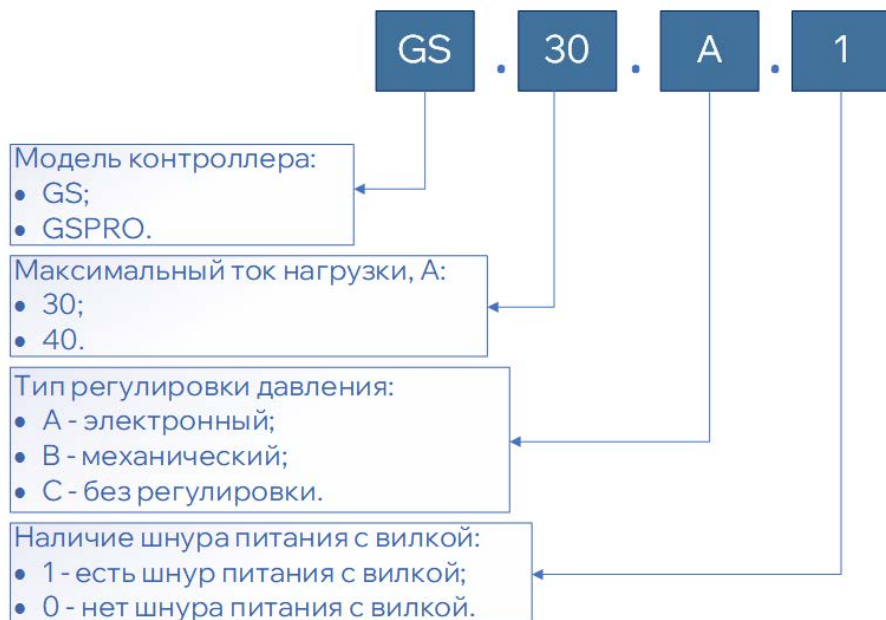 GS . 30 . A . 1
Модель контроллера:
• GS;
• GSPRO.
Максимальный ток нагрузки, А:
• 30;
• 40.
Тип регулировки давления:
• А - электронный;
• В - механический;
• С - без регулировки.
Наличие шнура питания с вилкой:
• 1 - есть шнур питания с вилкой;
• 0 - нет шнура питания с вилкой.